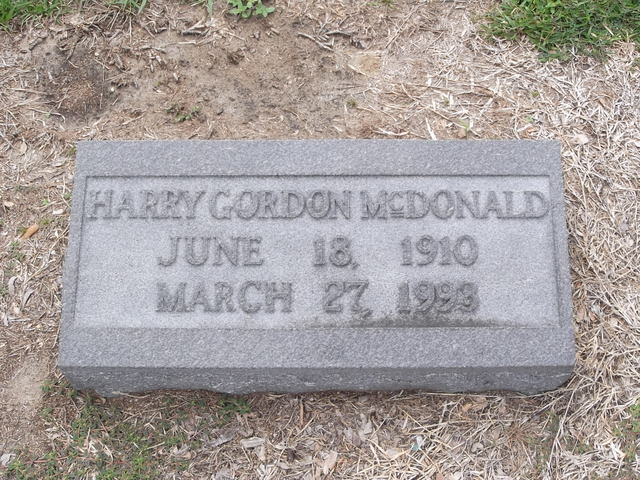 HARRY GORDON McDONALD
JUNE 18, 1910
MARCH 27, 1993